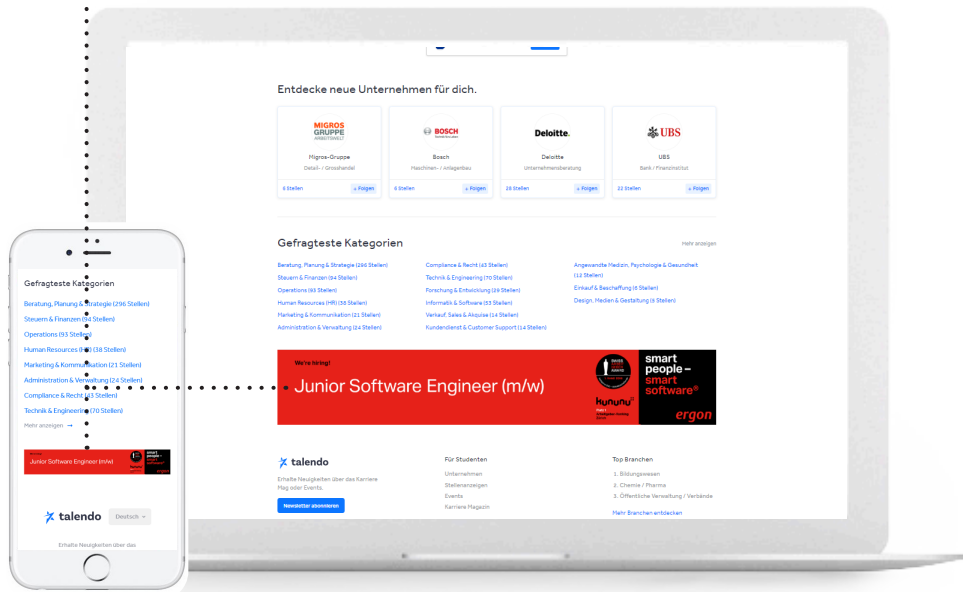 Entdecke neue Unternehmen für dich.
MIGROS
GRUPPE
ARBEITSWELT
BOSCH
Deloitte.
UBS
Migros-Gruppe
Bosch
Deloitte
UBS
Detail- / Grosshandel
Maschinen- / Anlagenbau
Unternehmensberatung
Bank / Finanzinstitut
8 Stellen
+ Folgen
6 Stellen
+ Folgen
28 Stellen
+ Folgen
22 Stellen
+ Folgen
Gefragteste Kategorien
Mehr anzeigen
Beratung, Planung & Strategie (296 Stellen)
Steuern & Finanzen (94 Stellen)
Operations (93 Stellen)
Human Resources (HR) (38 Stellen)
Marketing & Kommunikation (21 Stellen)
Administration & Verwaltung (24 Stellen)
Compliance & Recht (43 Stellen)
Technik & Engineering (70 Stellen)
Forschung & Entwicklung (29 Stellen)
Informatik & Software (53 Stellen)
Verkauf, Sales & Akquise (14 Stellen)
Kundendienst & Customer Support (14 Stellen)
Angewandte Medizin, Psychologie & Gesundheit
(12 Stellen)
Einkauf & Beschaffung (6 Stellen)
Design, Medien & Gestaltung (6 Stellen)
We're hiring!
Junior Software Engineer (m/w)
kununu
smart
people –
smart
software®
ergon
talendo
Erhalte Neuigkeiten über das Karriere
Mag oder Events.
Newsletter abonnieren
Für Studenten
Unternehmen
Stellenanzeigen
Events
Karriere Magazin
Top Branchen
1. Bildungswesen
2. Chemie / Pharma
3. Öffentliche Verwaltung / Verbände
Mehr Branchen entdecken
Gefragteste Kategorien
Beratung, Planung & Strategie (296 Stellen)
Steuern & Finanzen (94 Stellen)
Operations (93 Stellen)
Human Resources (HR) (38 Stellen)
Marketing & Kommunikation (21 Stellen)
Administration & Verwaltung (24 Stellen)
Compliance & Recht (43 Stellen)
Technik & Engineering (70 Stellen)
Mehr anzeigen →
Junior Software Engineer (m/w)
smart
people –
smart
software®
ergon
talendo
Deutsch
Erhalte Neuigkeiten über das